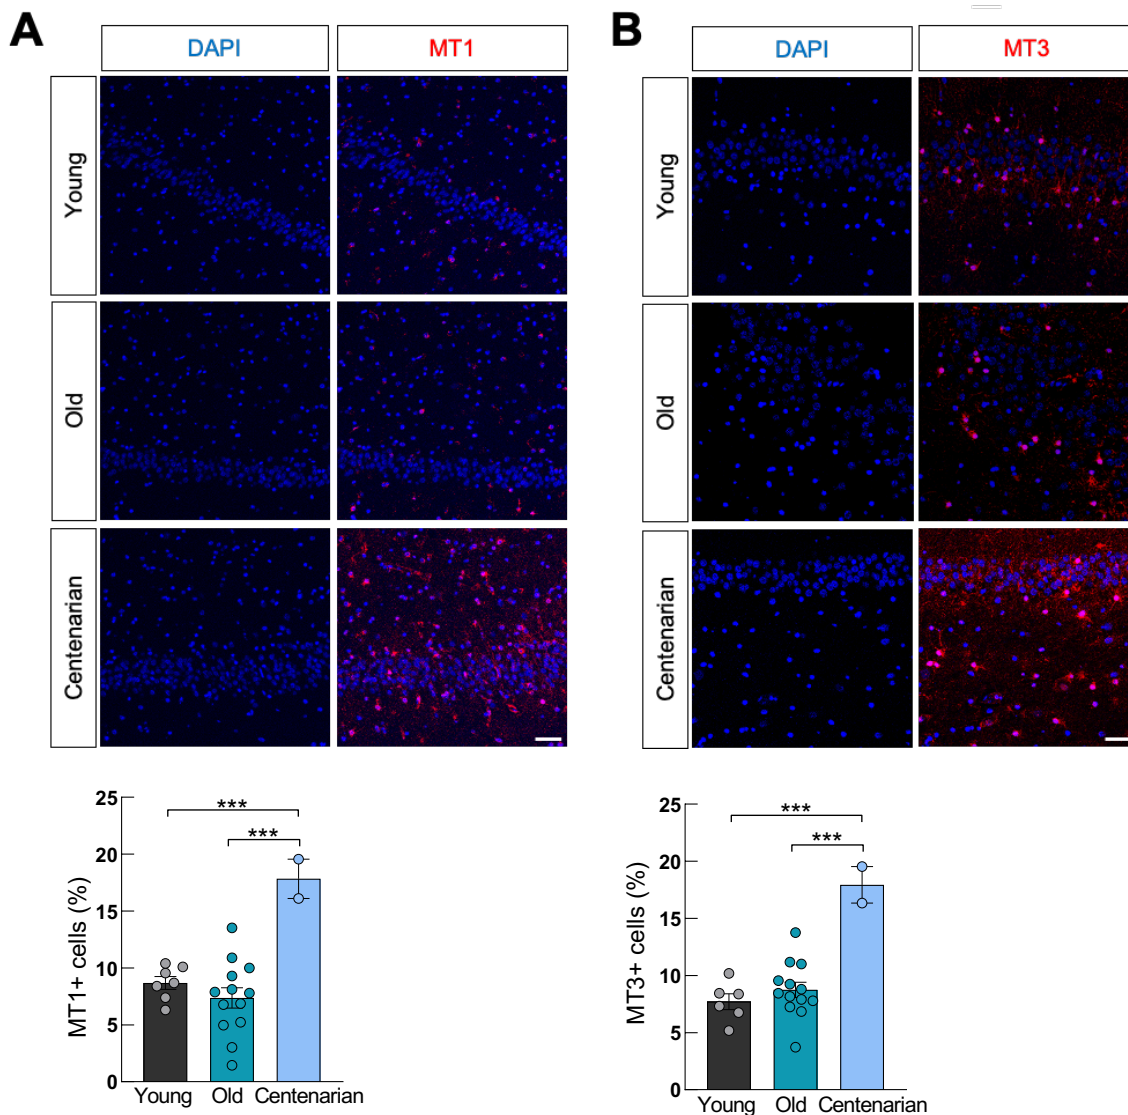 A
DAPI
MT1
Young
Old
Centenarian
MT1+ cells (%)
25
20
15
10
5
0
***
***
Young
Old
Centenarian
B
DAPI
MT3
Young
Old
Centenarian
MT3+ cells (%)
25
20
15
10
5
0
***
***
Young
Old
Centenarian